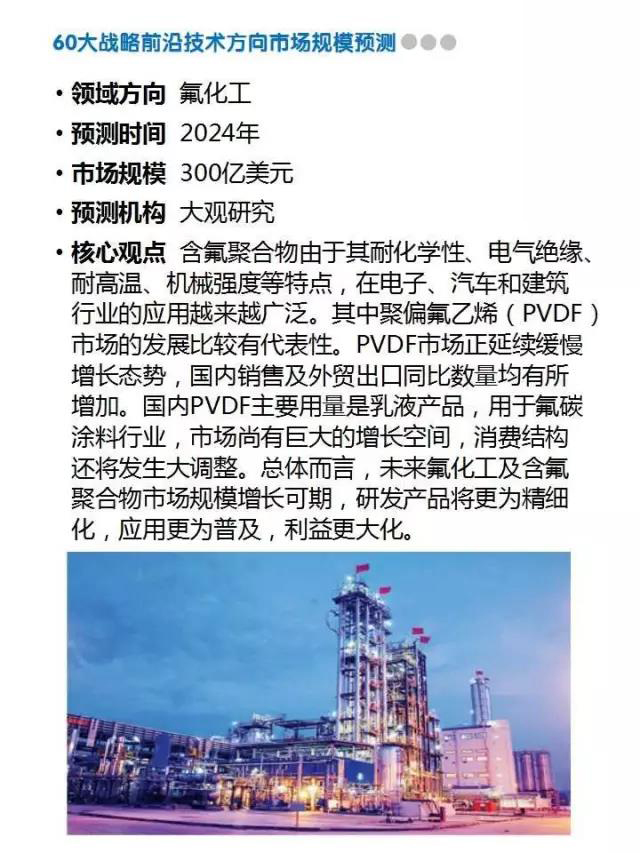 60大战略前沿技术方向市场规模预测
• 领域方向 氟化工
• 预测时间 2024年
• 市场规模 300亿美元
• 预测机构 大观研究
• 核心观点 含氟聚合物由于其耐化学性、电气绝缘、
耐高温、机械强度等特点，在电子、汽车和建筑
行业的应用越来越广泛。其中聚偏氟乙烯（PVDF）
市场的发展比较有代表性。PVDF市场正延续缓慢
增长态势，国内销售及外贸出口同比数量均有所
增加。国内PVDF主要用量是乳液产品，用于氟碳
涂料行业，市场尚有巨大的增长空间，消费结构
还将发生大调整。总体而言，未来氟化工及含氟
聚合物市场规模增长可期，研发产品将更为精细
化，应用更为普及，利益更大化。